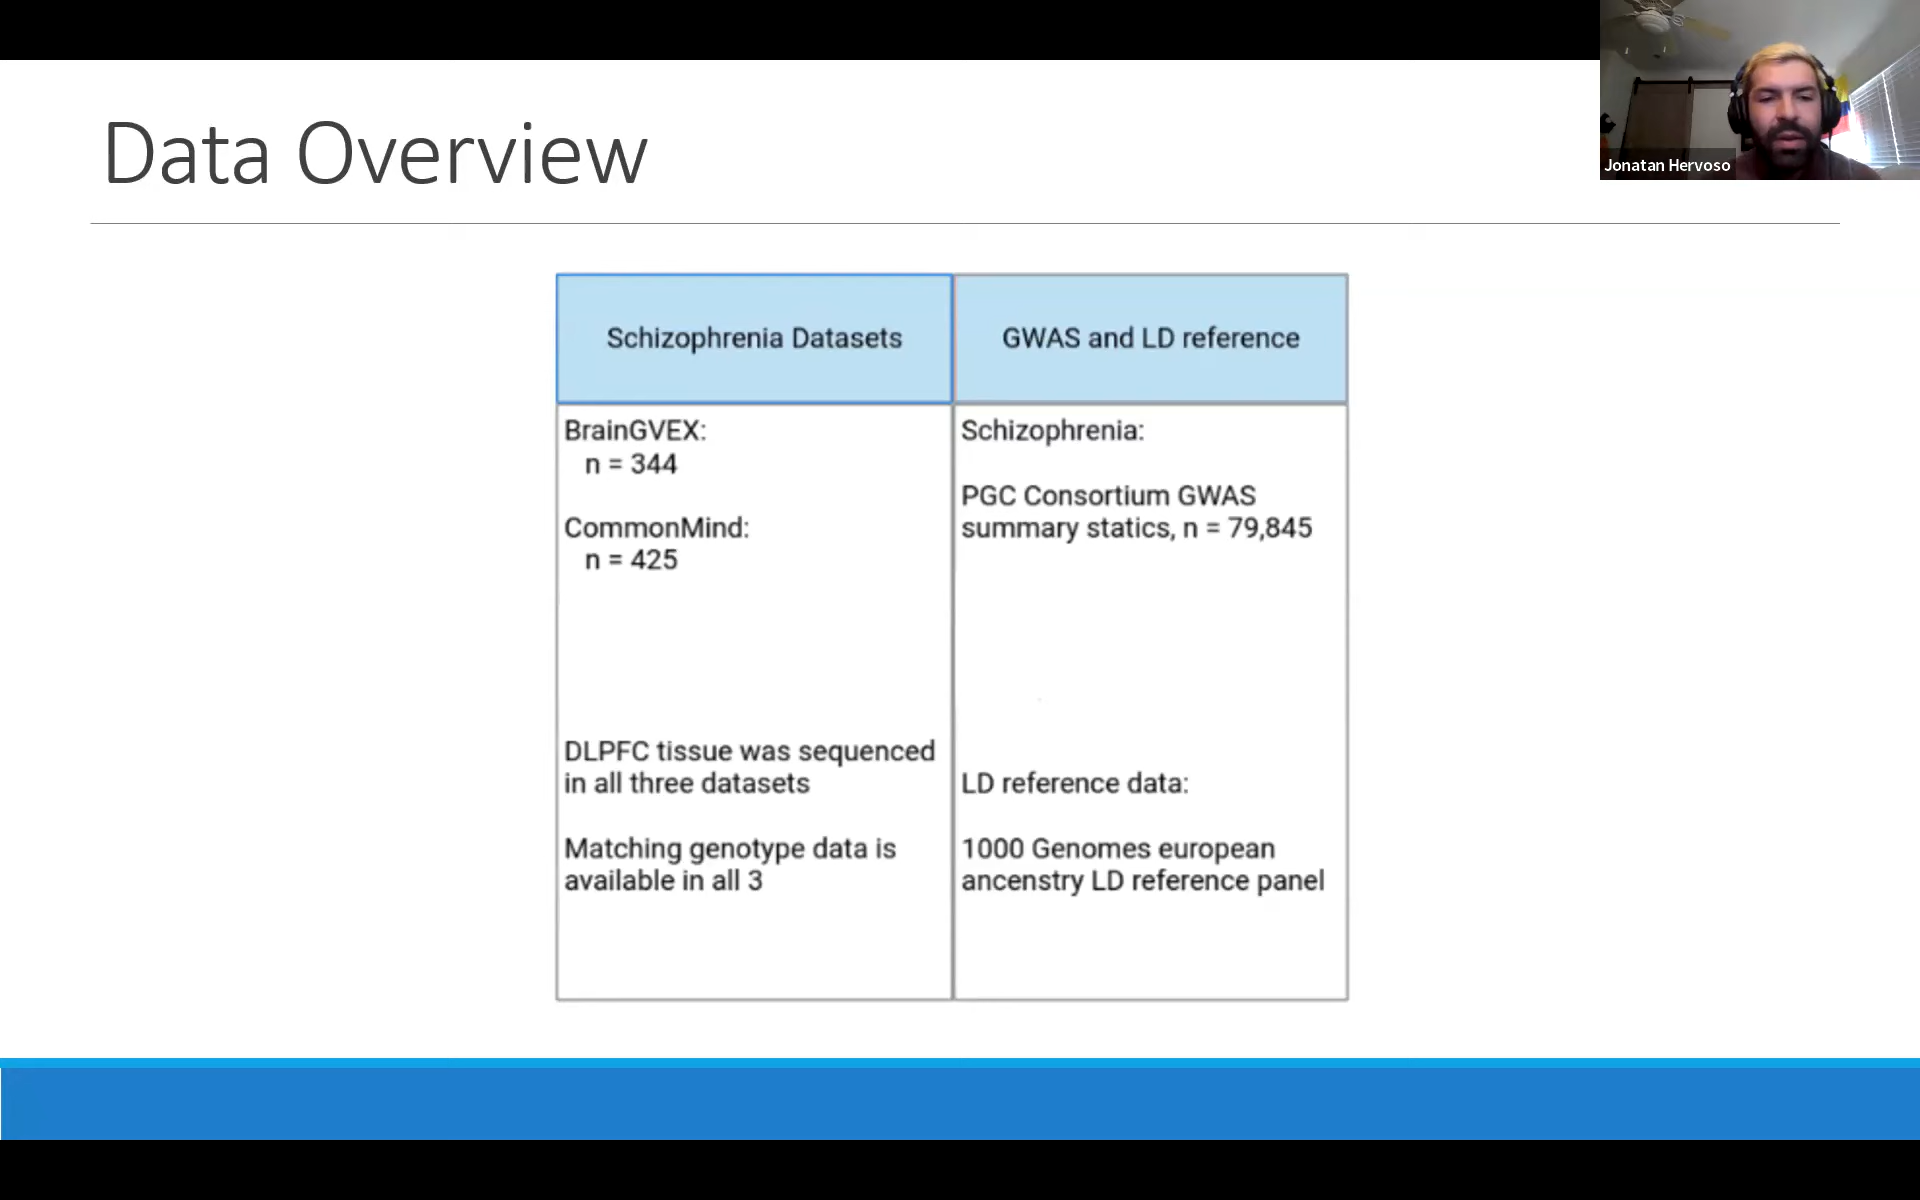 Data Overview
Jonatan Hervoso
Schizophrenia Datasets
GWAS and LD reference
BrainGVEX:
n = 344
CommonMind:
n = 425
DLPFC tissue was sequenced
in all three datasets
Matching genotype data is
available in all 3
Schizophrenia:
PGC Consortium GWAS
summary statics, n = 79,845
LD reference data:
1000 Genomes european
ancenstry LD reference panel